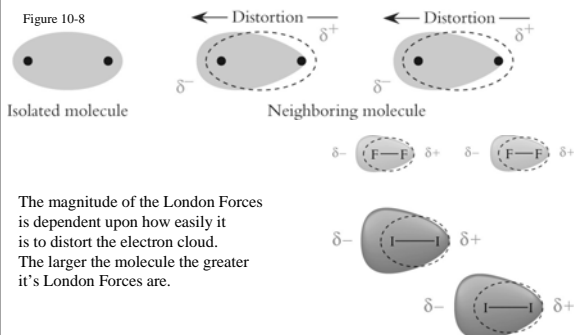 Figure 10-8
Distortion
Distortion
δ+
δ+
δ−
δ−
Isolated molecule
Neighboring molecule
δ− F—F δ+ δ− F—F δ+
The magnitude of the London Forces
is dependent upon how easily it
is to distort the electron cloud.
The larger the molecule the greater
it's London Forces are.
δ− I—I δ+
δ− I—I δ+